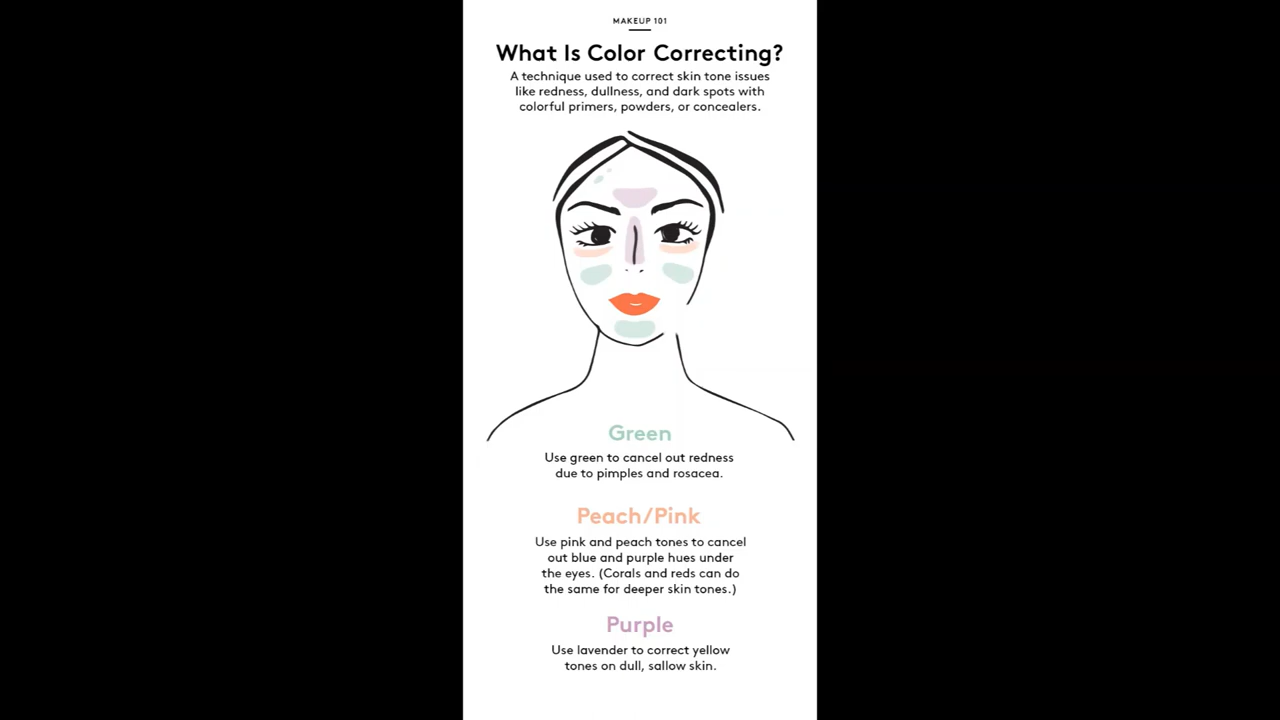 MAKEUP 101
What Is Color Correcting?
A technique used to correct skin tone issues
like redness, dullness, and dark spots with
colorful primers, powders, or concealers.
Green
Use green to cancel out redness
due to pimples and rosacea.
Peach/Pink
Use pink and peach tones to cancel
out blue and purple hues under
the eyes. (Corals and reds can do
the same for deeper skin tones.)
Purple
Use lavender to correct yellow
tones on dull, sallow skin.